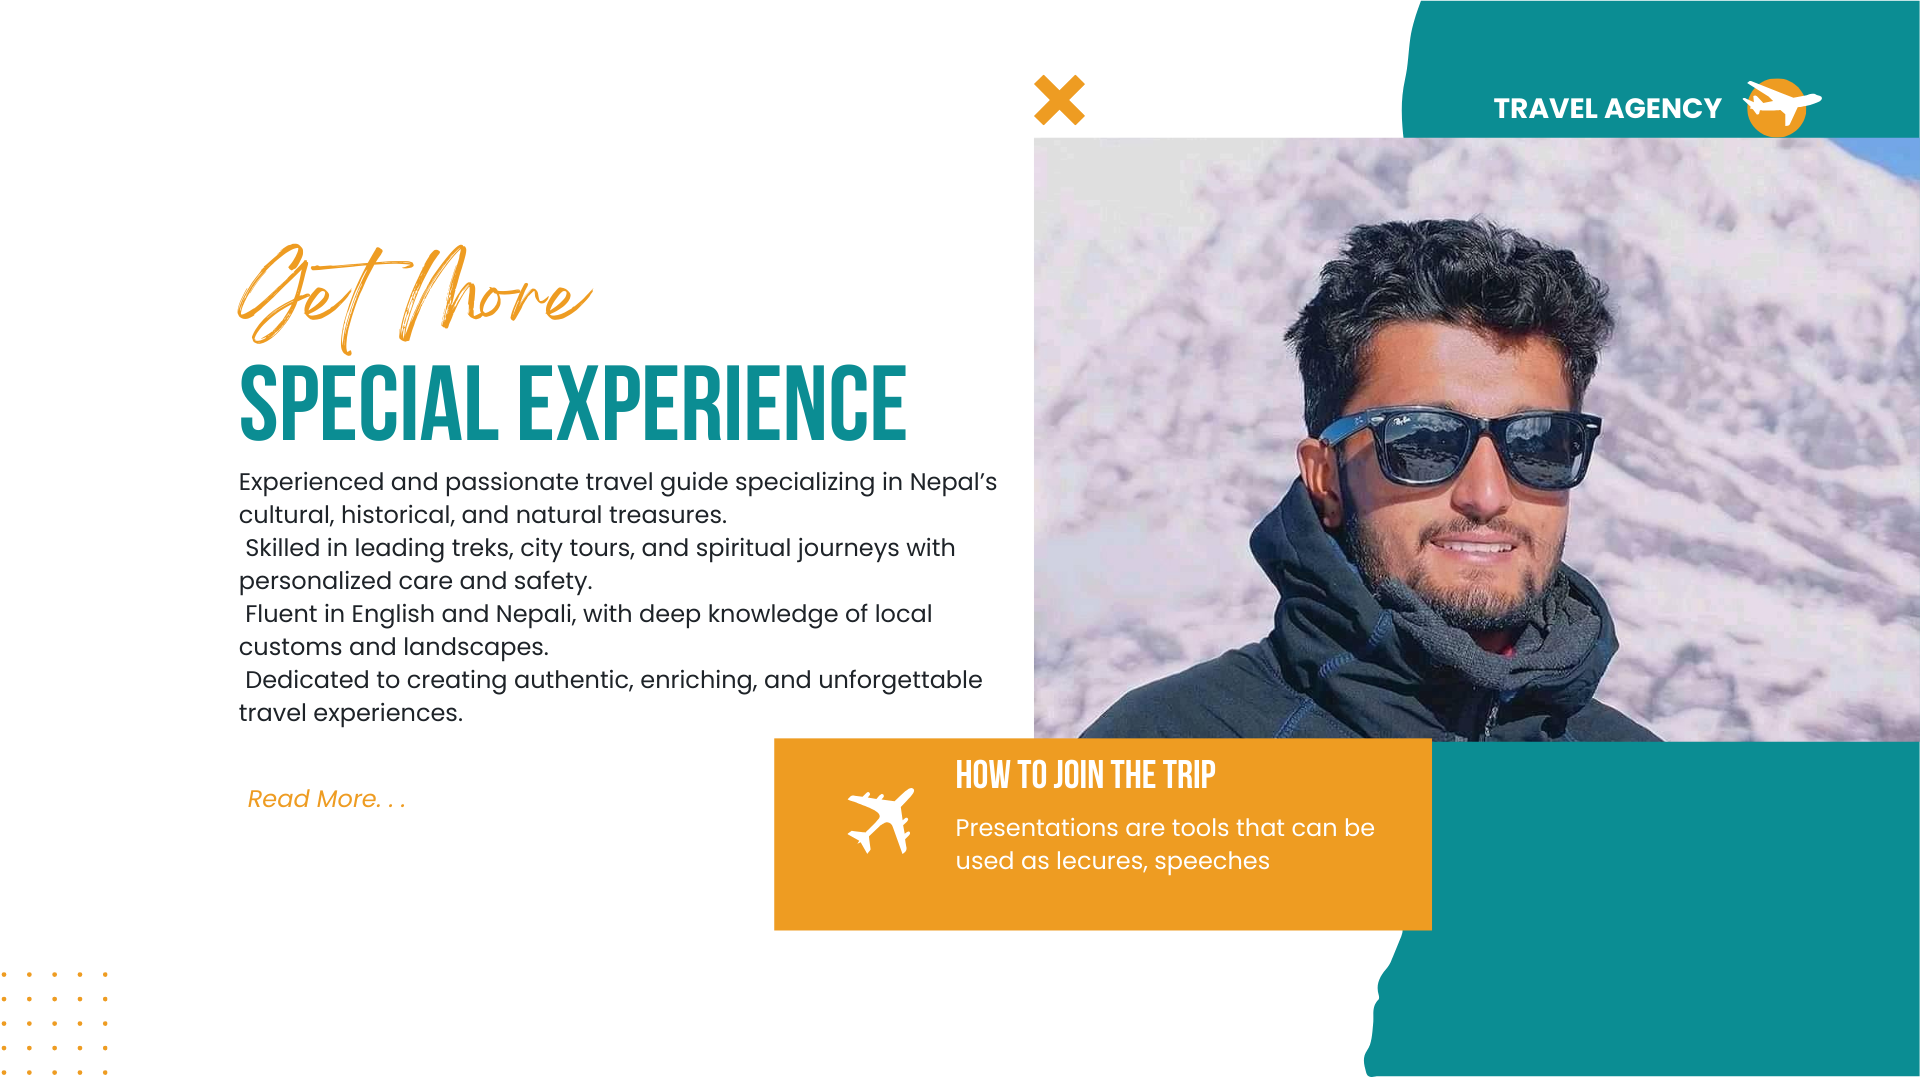 TRAVEL AGENCY
Get More
SPECIAL EXPERIENCE
Experienced and passionate travel guide specializing in Nepal’s
cultural, historical, and natural treasures.
Skilled in leading treks, city tours, and spiritual journeys with
personalized care and safety.
Fluent in English and Nepali, with deep knowledge of local
customs and landscapes.
Dedicated to creating authentic, enriching, and unforgettable
travel experiences.
Read More. . .
HOW TO JOIN THE TRIP
Presentations are tools that can be
used as lecures, speeches
Ray-Ban